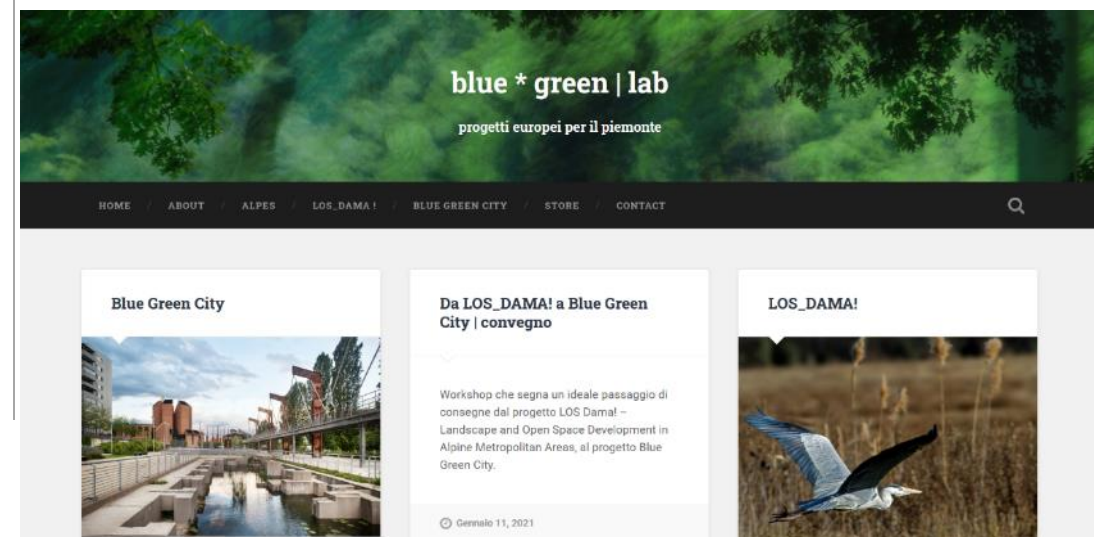 blue * green | lab
progetti europei per il piemonte
HOME / ABOUT / ALPES / LOS_DAMA ! / BLUE GREEN CITY / STORE / CONTACT
Blue Green City
Da LOS_DAMA! a Blue Green
City | convegno
Workshop che segna un ideale passaggio di
consegne dal progetto LOS Dama! –
Landscape and Open Space Development in
Alpine Metropolitan Areas, al progetto Blue
Green City.
Gennaio 11, 2021
LOS_DAMA!